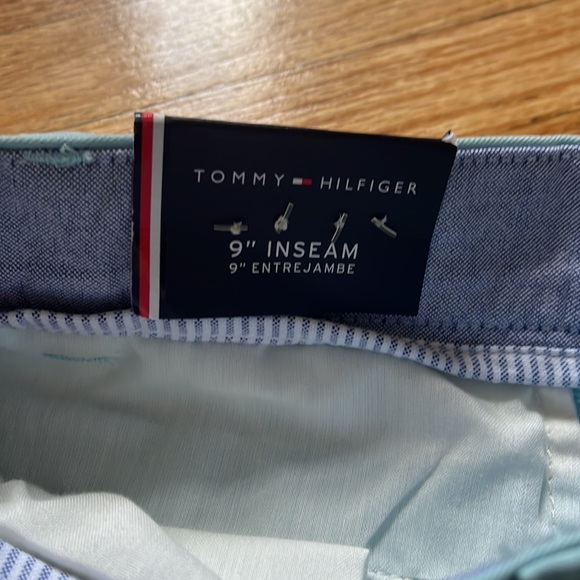 TOMMY HILFIGER
9" INSEAM
9" ENTREJAMBE